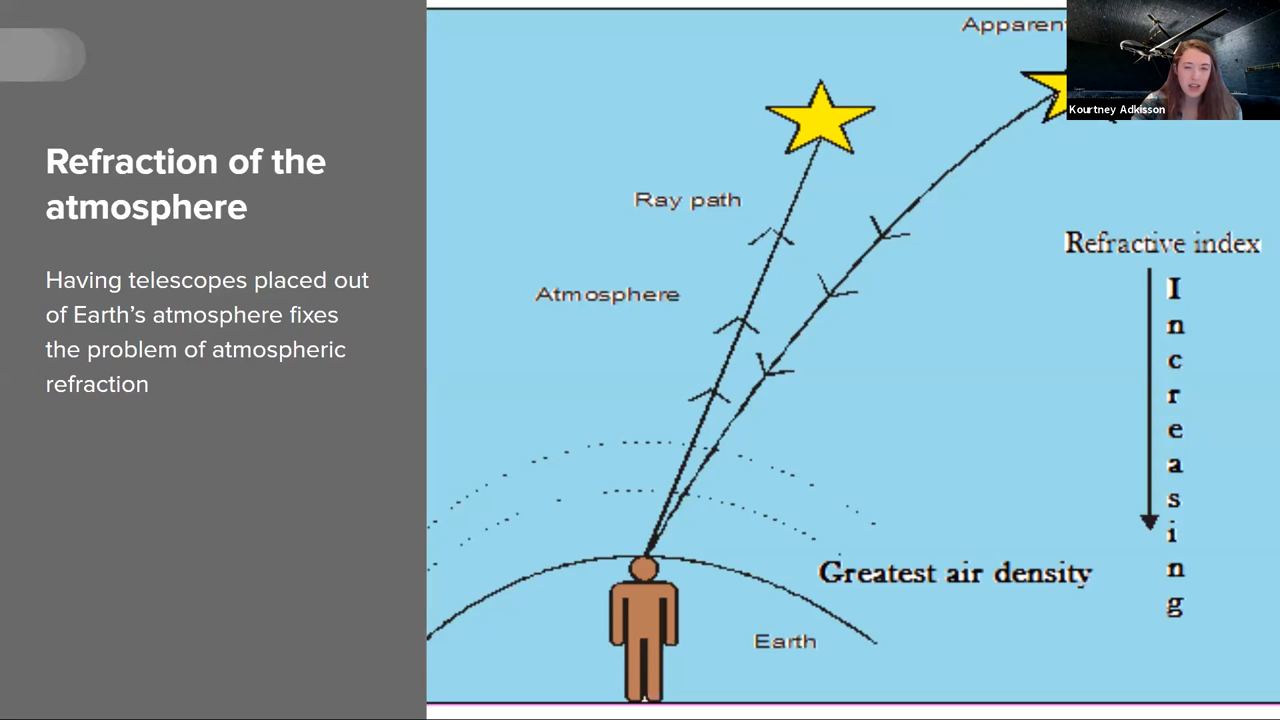 Refraction of the
atmosphere
Having telescopes placed out
of Earth’s atmosphere fixes
the problem of atmospheric
refraction
Apparent
Kourtney Adkisson
Ray path
Atmosphere
Refractive index
I
n
c
r
e
a
s
i
n
g
Greatest air density
Earth